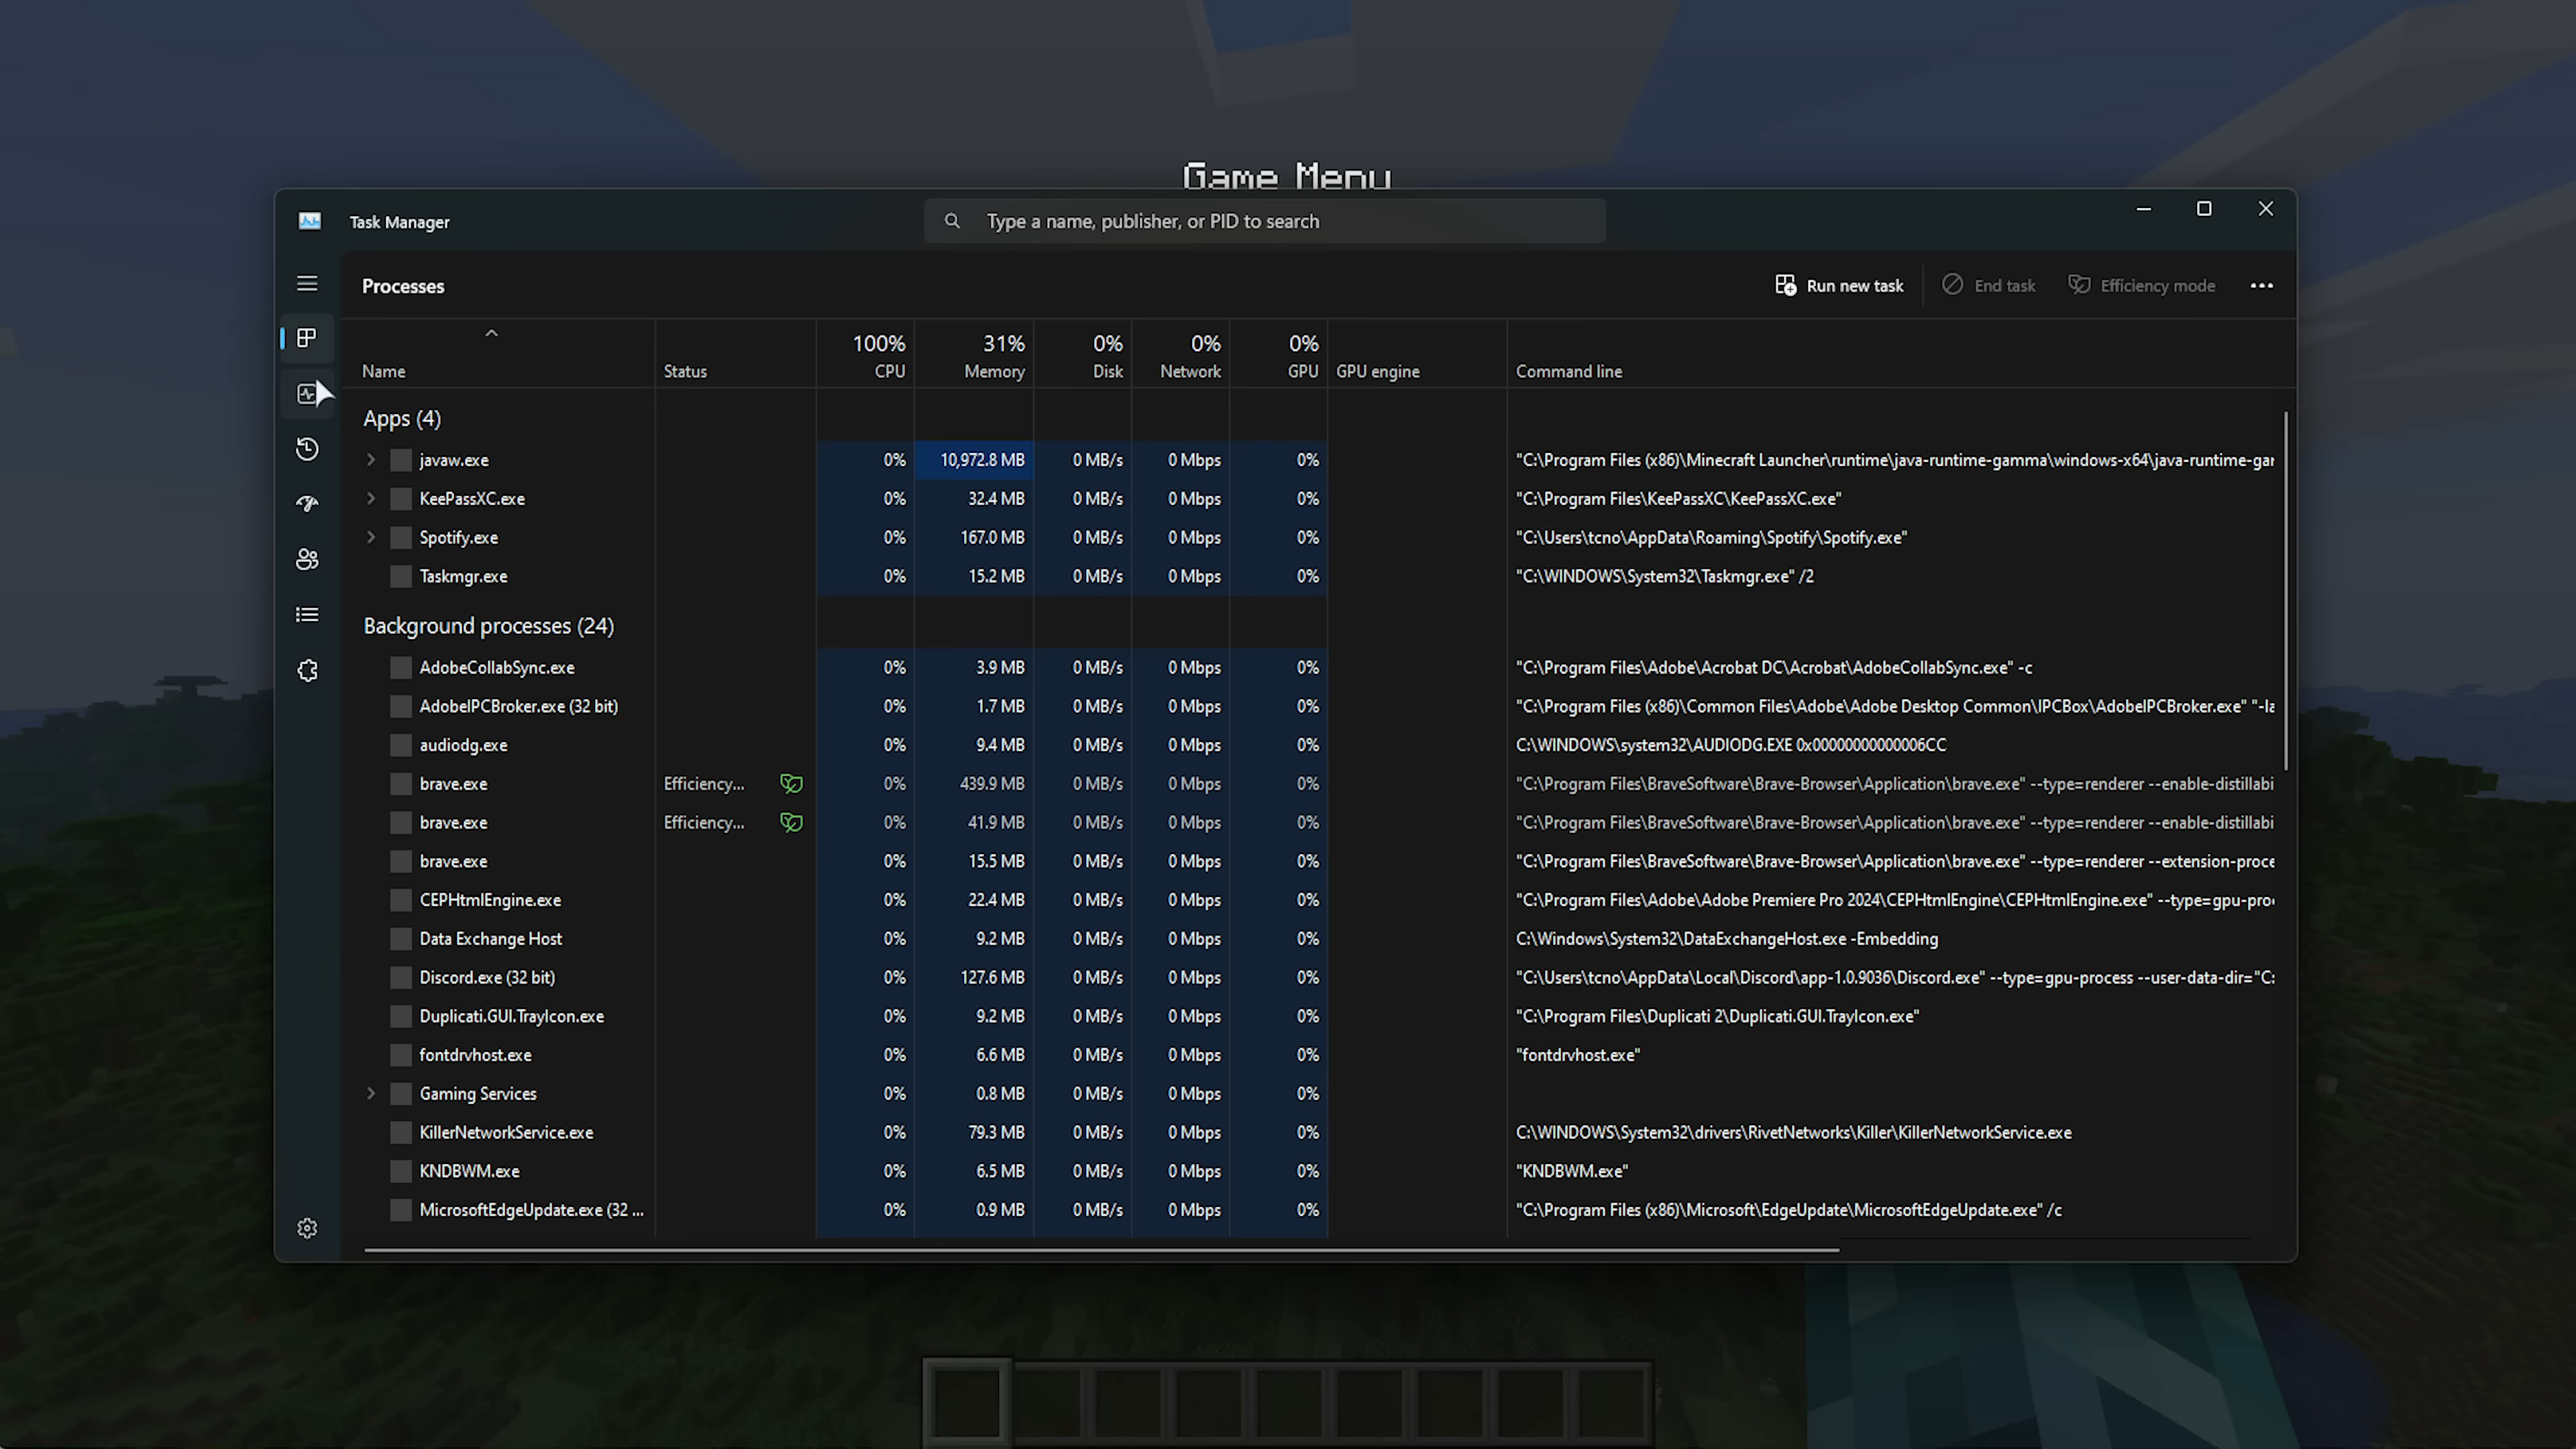 Game Menu
Task Manager
Type a name, publisher, or PID to search
Processes
Run new task
End task
Efficiency mode
Name Status 100% CPU 31% Memory 0% Disk 0% Network 0% GPU GPU engine Command line
Apps (4)
javaw.exe 0% 10,972.8 MB 0 MB/s 0 Mbps 0% "C:\Program Files (x86)\Minecraft Launcher\runtime\java-runtime-gamma\windows-x64\java-runtime-gar
KeePassXC.exe 0% 32.4 MB 0 MB/s 0 Mbps 0% "C:\Program Files\KeePassXC\KeePassXC.exe"
Spotify.exe 0% 167.0 MB 0 MB/s 0 Mbps 0% "C:\Users\tcno\AppData\Roaming\Spotify\Spotify.exe"
Taskmgr.exe 0% 15.2 MB 0 MB/s 0 Mbps 0% "C:\WINDOWS\System32\Taskmgr.exe" /2
Background processes (24)
AdobeCollabSync.exe 0% 3.9 MB 0 MB/s 0 Mbps 0% "C:\Program Files\Adobe\Acrobat DC\Acrobat\AdobeCollabSync.exe" -c
AdobeIPCBroker.exe (32 bit) 0% 1.7 MB 0 MB/s 0 Mbps 0% "C:\Program Files (x86)\Common Files\Adobe\Adobe Desktop Common\IPCBox\AdobeIPCBroker.exe" "-la
audiodg.exe 0% 9.4 MB 0 MB/s 0 Mbps 0% C:\WINDOWS\system32\AUDIODG.EXE 0x00000000000006CC
brave.exe Efficiency... 0% 439.9 MB 0 MB/s 0 Mbps 0% "C:\Program Files\BraveSoftware\Brave-Browser\Application\brave.exe" --type=renderer --enable-distillabi
brave.exe Efficiency... 0% 41.9 MB 0 MB/s 0 Mbps 0% "C:\Program Files\BraveSoftware\Brave-Browser\Application\brave.exe" --type=renderer --enable-distillabi
brave.exe 0% 15.5 MB 0 MB/s 0 Mbps 0% "C:\Program Files\BraveSoftware\Brave-Browser\Application\brave.exe" --type=renderer --extension-proce
CEPHtmlEngine.exe 0% 22.4 MB 0 MB/s 0 Mbps 0% "C:\Program Files\Adobe\Adobe Premiere Pro 2024\CEPHtmlEngine\CEPHtmlEngine.exe" --type=gpu-pro
Data Exchange Host 0% 9.2 MB 0 MB/s 0 Mbps 0% C:\Windows\System32\DataExchangeHost.exe -Embedding
Discord.exe (32 bit) 0% 127.6 MB 0 MB/s 0 Mbps 0% "C:\Users\tcno\AppData\Local\Discord\app-1.0.9036\Discord.exe" --type=gpu-process --user-data-dir="C:
Duplicati.GUI.TrayIcon.exe 0% 9.2 MB 0 MB/s 0 Mbps 0% "C:\Program Files\Duplicati 2\Duplicati.GUI.TrayIcon.exe"
fontdrvhost.exe 0% 6.6 MB 0 MB/s 0 Mbps 0% "fontdrvhost.exe"
Gaming Services 0% 0.8 MB 0 MB/s 0 Mbps 0%
KillerNetworkService.exe 0% 79.3 MB 0 MB/s 0 Mbps 0% C:\WINDOWS\System32\drivers\RivetNetworks\Killer\KillerNetworkService.exe
KNDBWM.exe 0% 6.5 MB 0 MB/s 0 Mbps 0% "KNDBWM.exe"
MicrosoftEdgeUpdate.exe (32 ... 0% 0.9 MB 0 MB/s 0 Mbps 0% "C:\Program Files (x86)\Microsoft\EdgeUpdate\MicrosoftEdgeUpdate.exe" /c